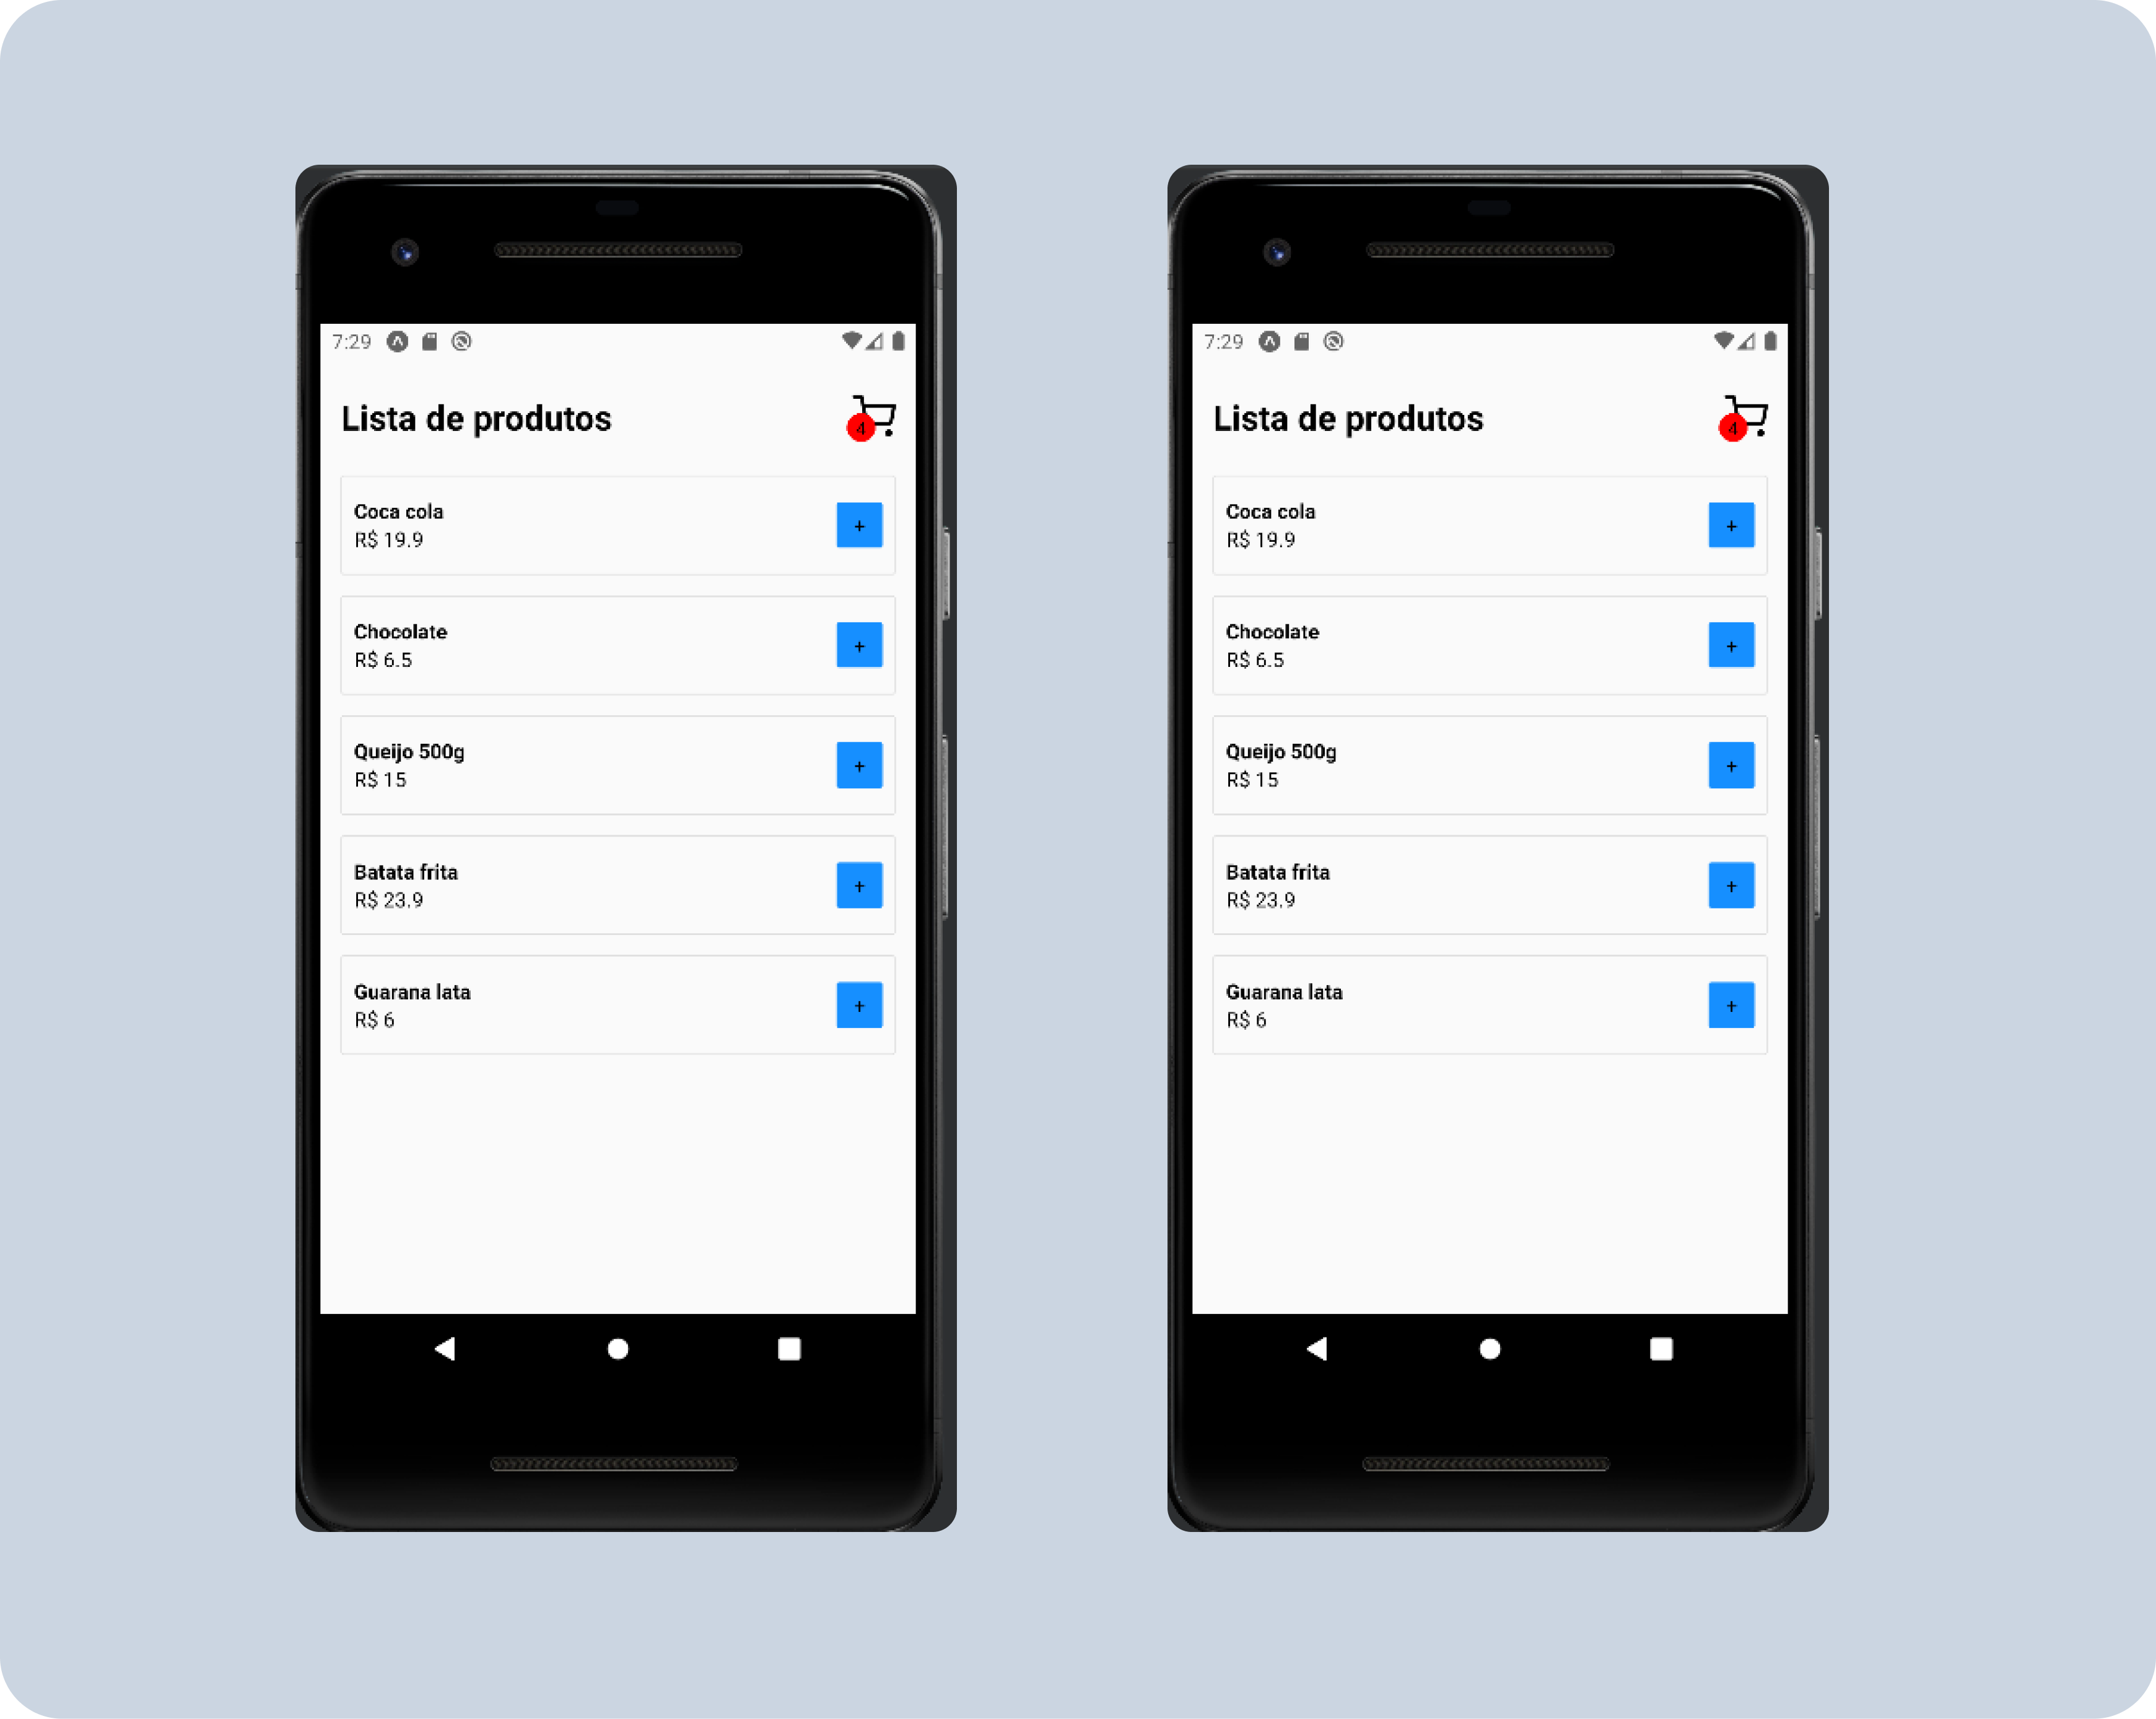 7:29
Lista de produtos
4
Coca cola
R$ 19.9
+
Chocolate
R$ 6.5
+
Queijo 500g
R$ 15
+
Batata frita
R$ 23.9
+
Guarana lata
R$ 6
+
7:29
Lista de produtos
4
Coca cola
R$ 19.9
+
Chocolate
R$ 6.5
+
Queijo 500g
R$ 15
+
Batata frita
R$ 23.9
+
Guarana lata
R$ 6
+